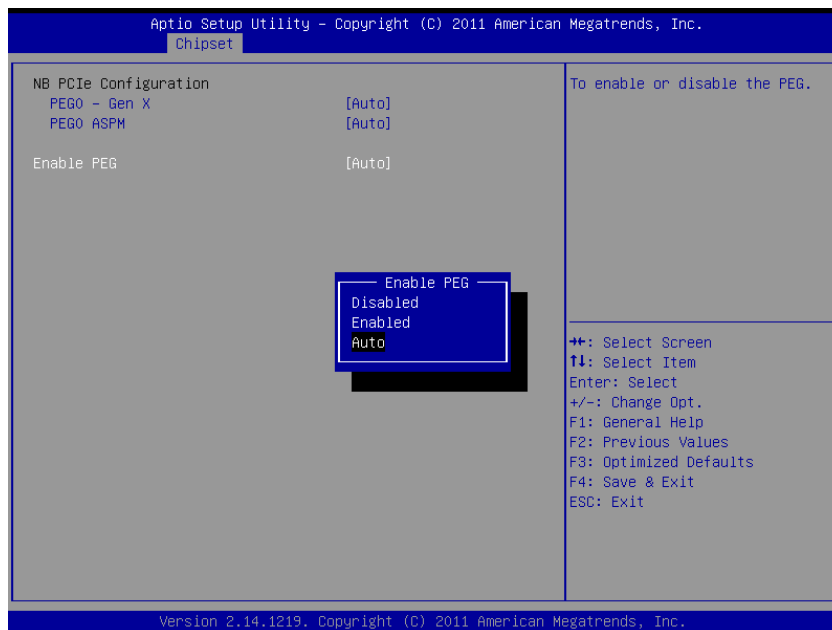 Aptio Setup Utility – Copyright (C) 2011 American Megatrends, Inc.
Chipset
NB PCIe Configuration
PEG0 – Gen X [Auto]
PEG0 ASPM [Auto]
Enable PEG [Auto]
To enable or disable the PEG.
Enable PEG
Disabled
Enabled
Auto
→←: Select Screen
↑↓: Select Item
Enter: Select
+/-: Change Opt.
F1: General Help
F2: Previous Values
F3: Optimized Defaults
F4: Save & Exit
ESC: Exit
Version 2.14.1219. Copyright (C) 2011 American Megatrends, Inc.